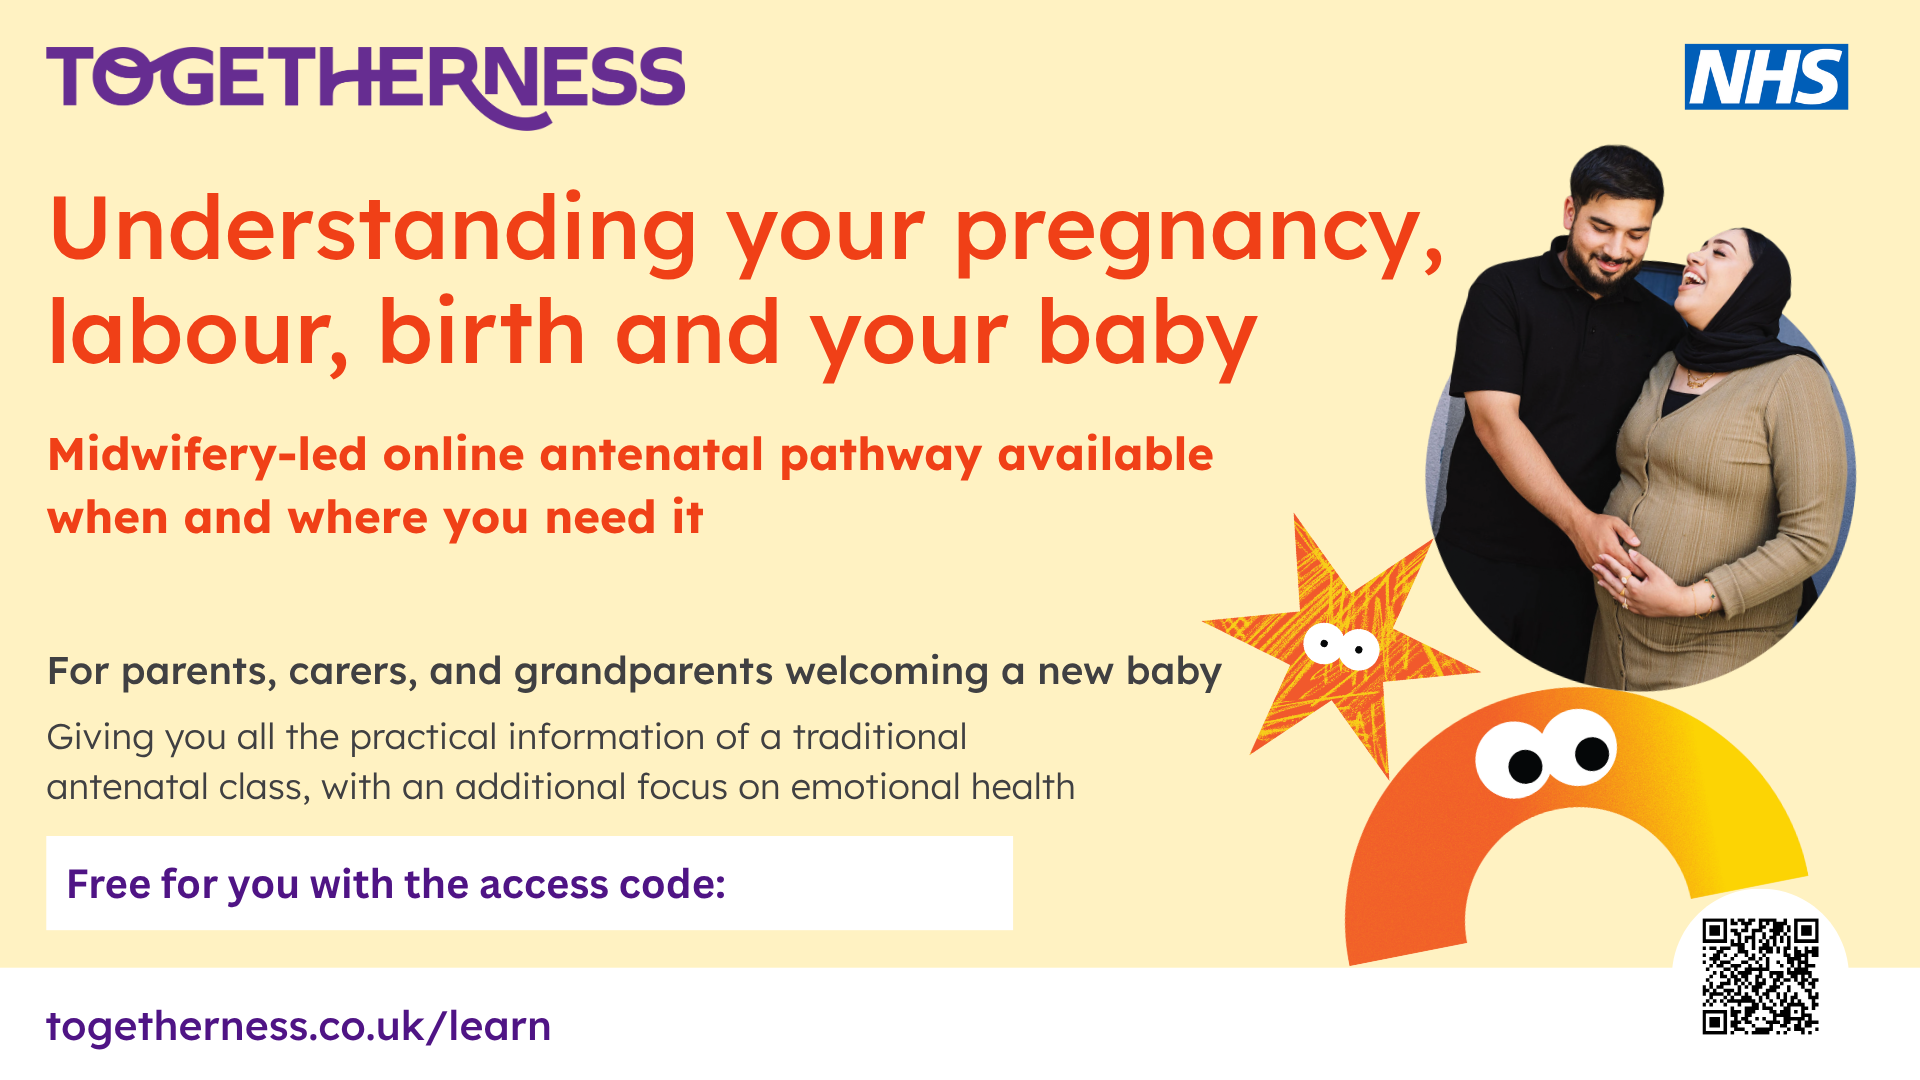 TOGETHERNESS
NHS
Understanding your pregnancy,
labour, birth and your baby
Midwifery-led online antenatal pathway available
when and where you need it
For parents, carers, and grandparents welcoming a new baby
Giving you all the practical information of a traditional
antenatal class, with an additional focus on emotional health
Free for you with the access code:
togetherness.co.uk/learn